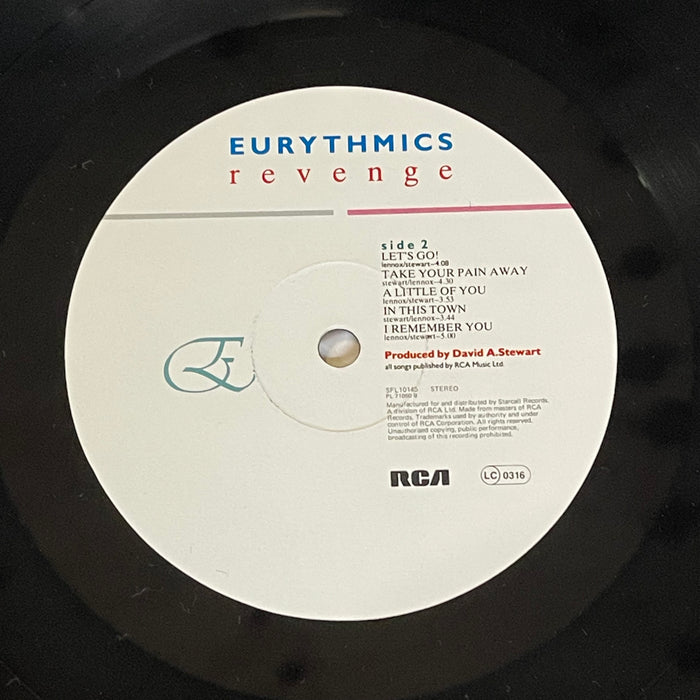 EURYTHMICS
revenge
side 2
LET'S GO!
lennox/stewart-4.08
TAKE YOUR PAIN AWAY
stewart/lennox-4.30
A LITTLE OF YOU
lennox/stewart-3.53
IN THIS TOWN
stewart/lennox-3.44
I REMEMBER YOU
lennox/stewart-5.00
Produced by David A.Stewart
all songs published by RCA Music Ltd.
SFL10145 STEREO
PL 71050 B
Manufactured for and distributed by Starcall Records.
A division of RCA Ltd. Made from masters of RCA
Records. Trademarks used by authority and under
control of RCA Corporation. All rights reserved.
Unauthorised copying, public performance,
broadcasting of this recording prohibited.
E
RCA LC 0316